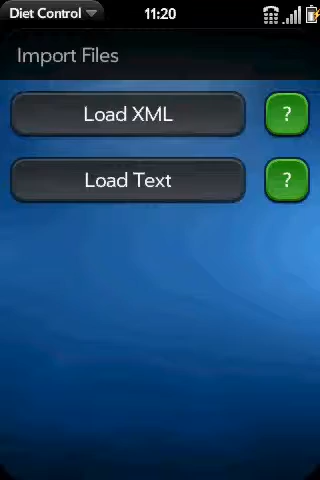 Diet Control
11:20
Import Files
Load XML
?
Load Text
?